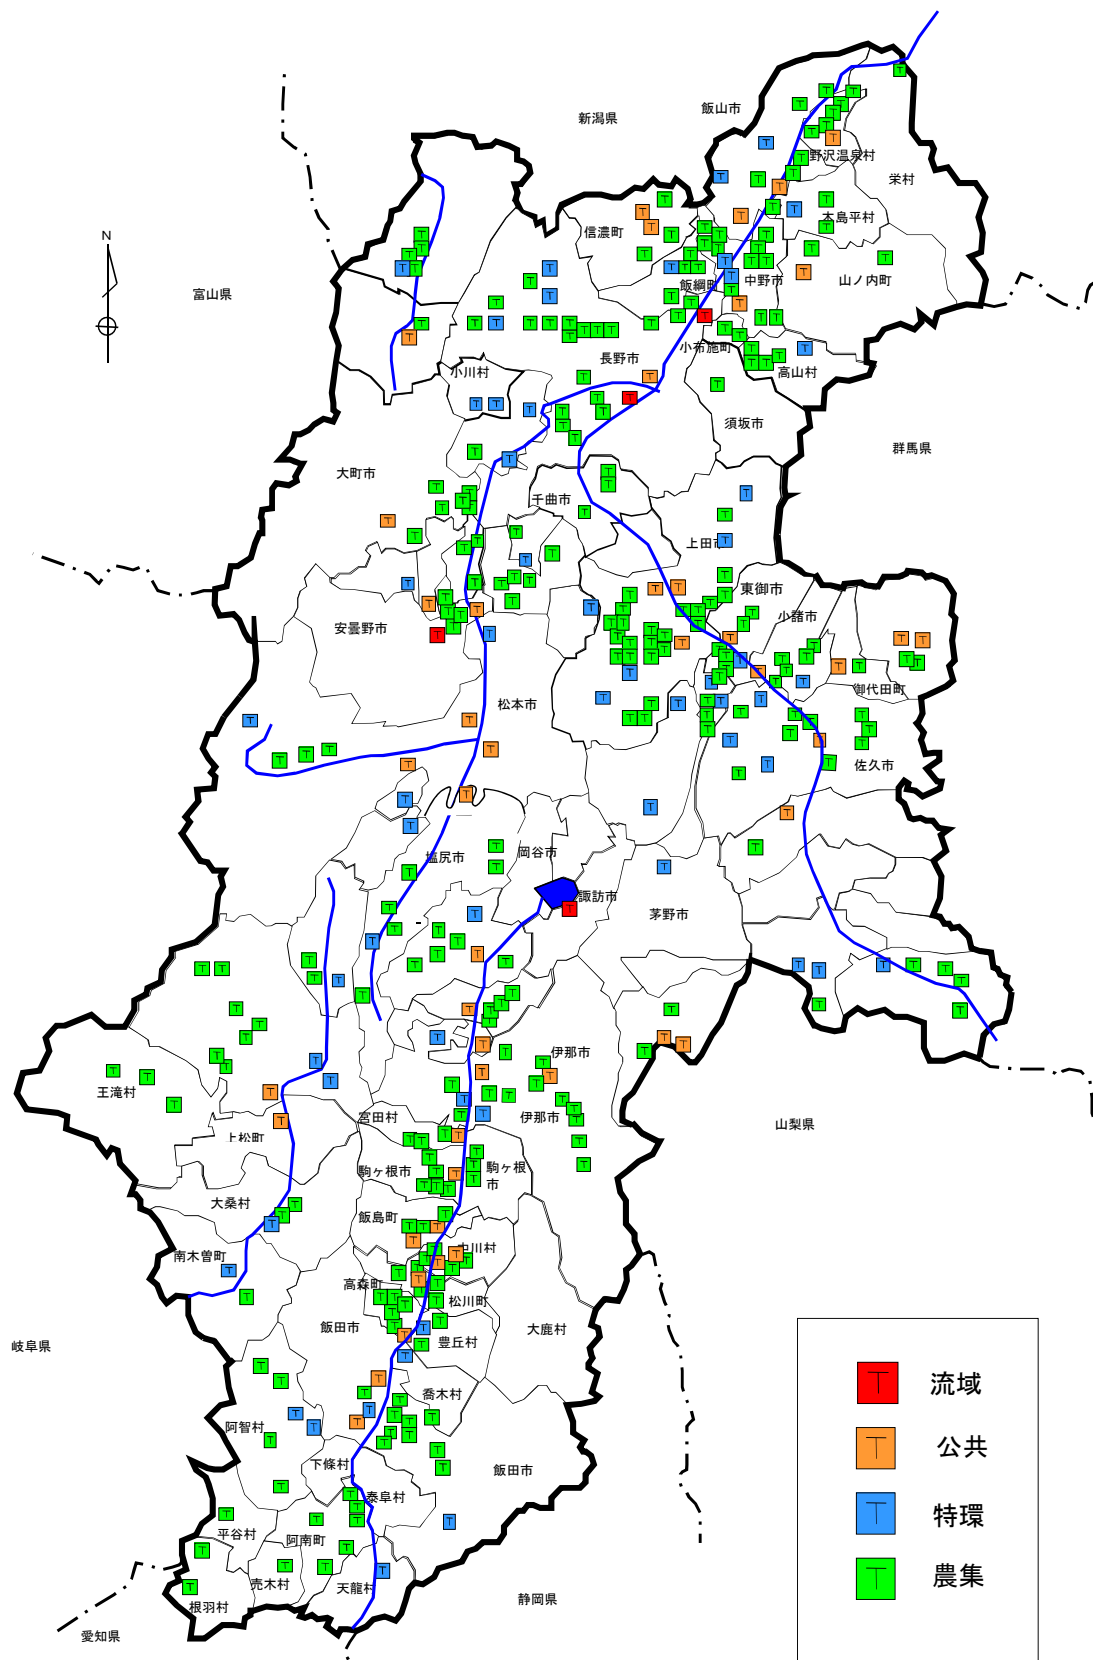 飯山市
新潟県
野沢温泉村
栄村
木島平村
信濃町
N
山ノ内町
中野市
飯綱町
富山県
小布施町
長野市
小川村
高山村
須坂市
群馬県
大町市
千曲市
上田市
東御市
小諸市
安曇野市
御代田町
松本市
佐久市
塩尻市
岡谷市
諏訪市
茅野市
伊那市
王滝村
宮田村
伊那市
山梨県
上松町
駒ヶ根市
駒ヶ根
市
大桑村
飯島町
中川村
南木曽町
高森町
松川町
飯田市
大鹿村
豊丘村
岐阜県
流域
喬木村
阿智村
公共
下條村
飯田市
泰阜村
特環
平谷村
阿南町
農集
売木村
天龍村
静岡県
根羽村
愛知県